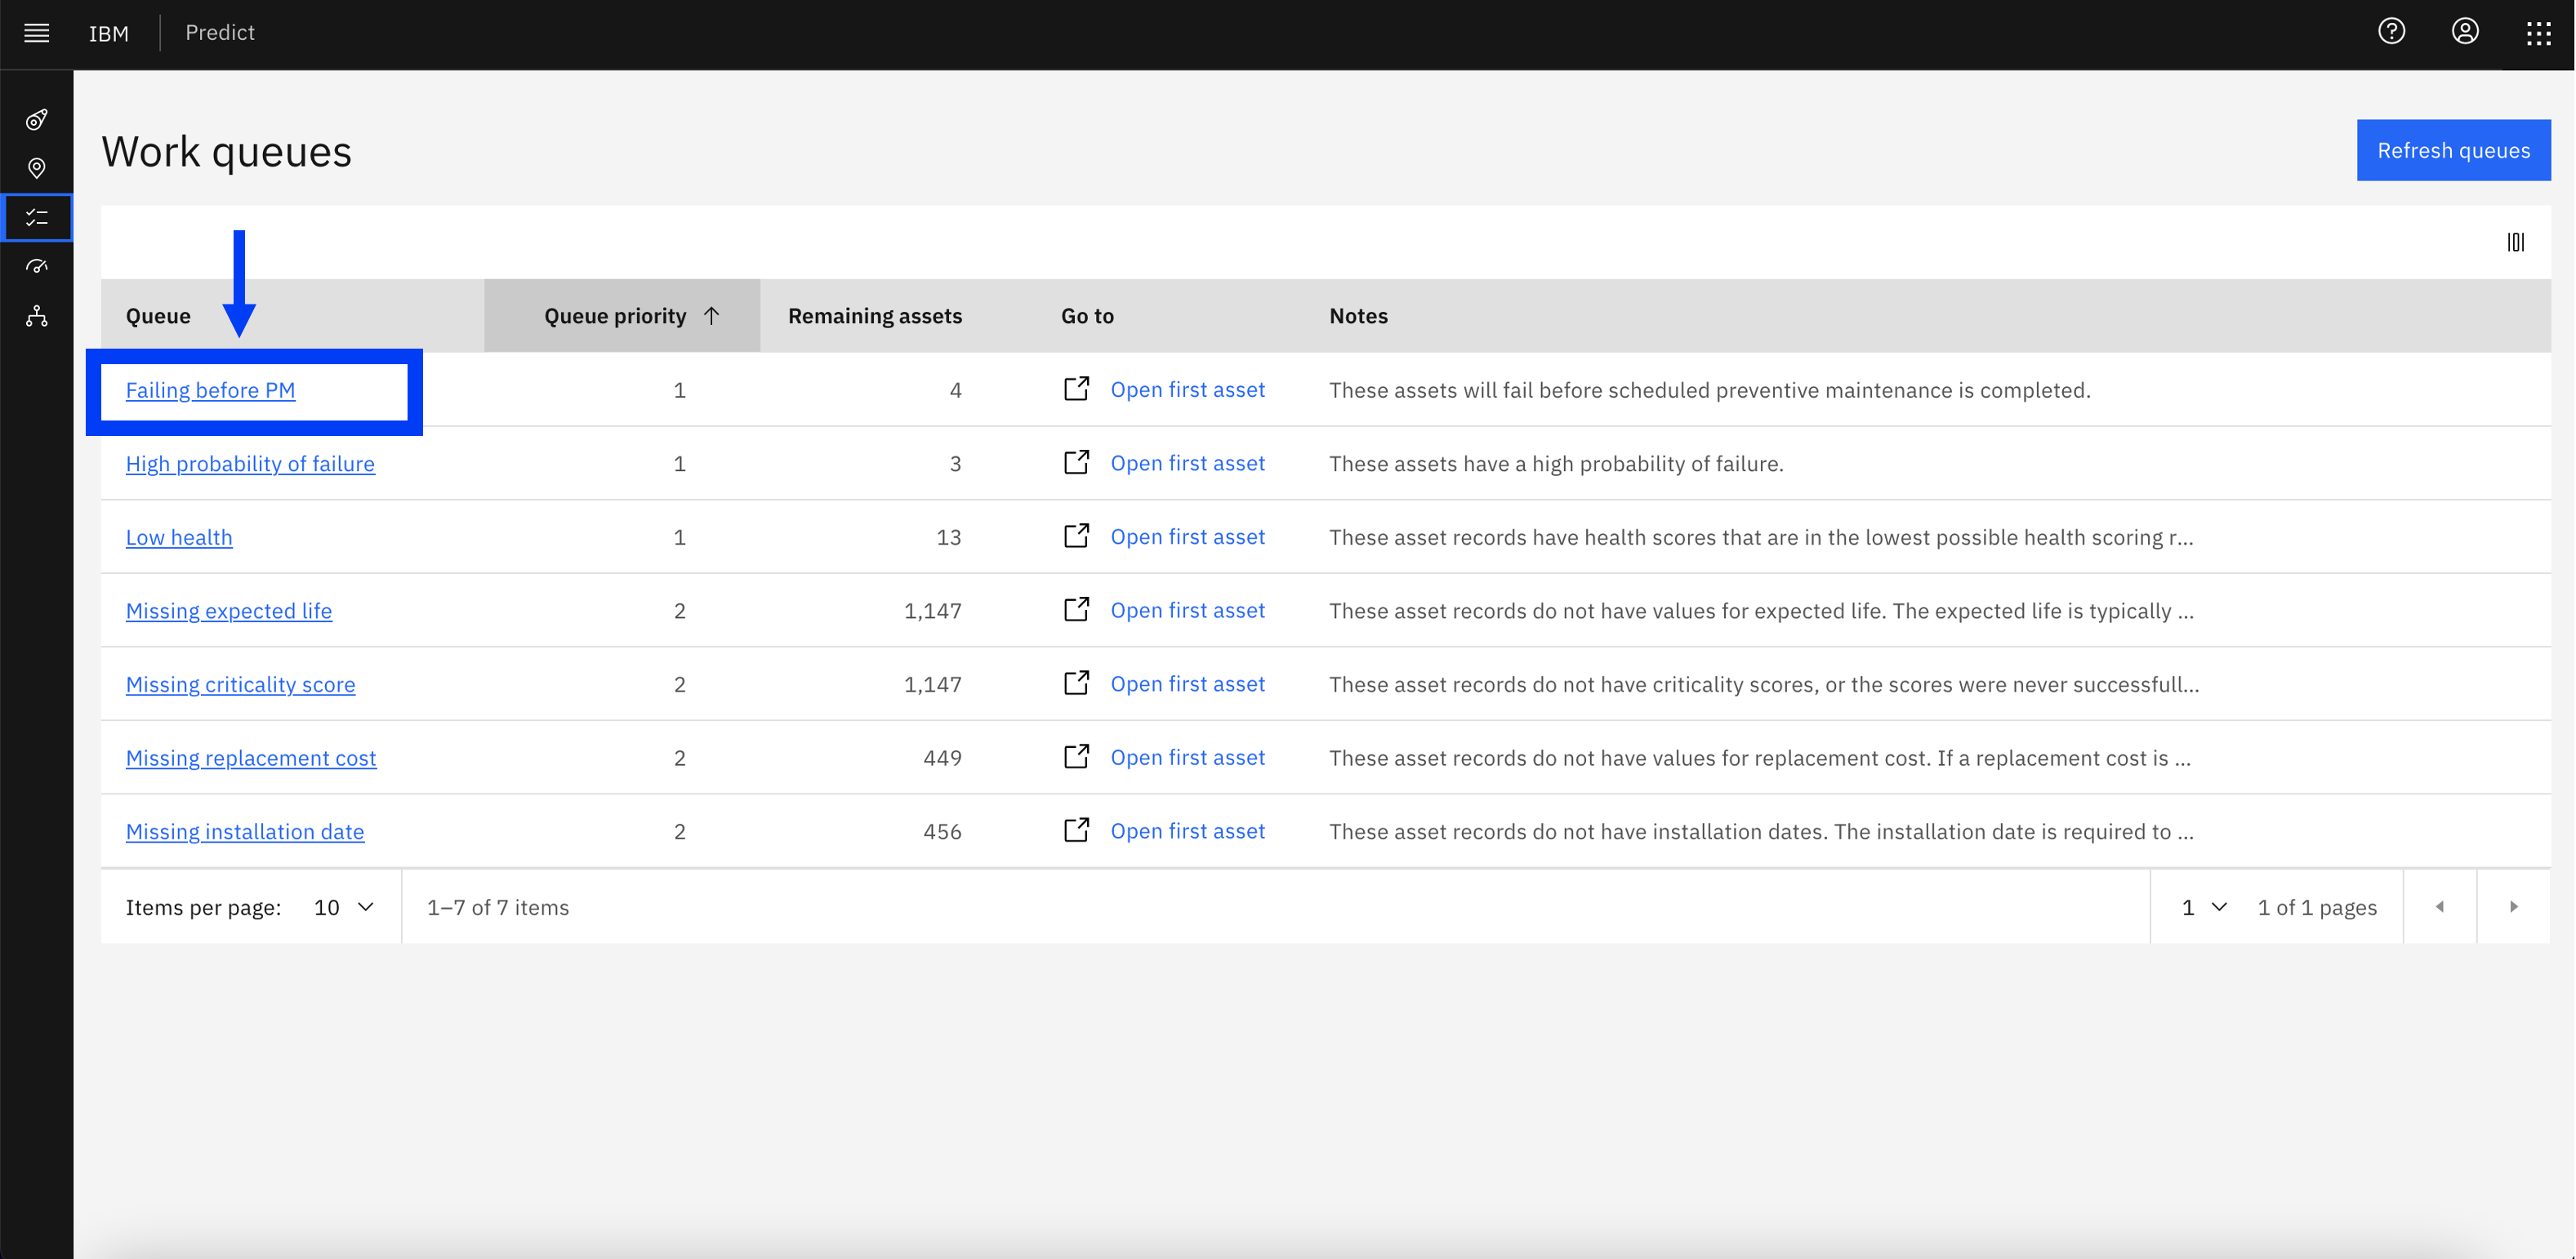 IBM Predict
Work queues
Refresh queues
Queue Queue priority Remaining assets Go to Notes
Failing before PM 1 4 Open first asset These assets will fail before scheduled preventive maintenance is completed.
High probability of failure 1 3 Open first asset These assets have a high probability of failure.
Low health 1 13 Open first asset These asset records have health scores that are in the lowest possible health scoring r...
Missing expected life 2 1,147 Open first asset These asset records do not have values for expected life. The expected life is typically ...
Missing criticality score 2 1,147 Open first asset These asset records do not have criticality scores, or the scores were never successfull...
Missing replacement cost 2 449 Open first asset These asset records do not have values for replacement cost. If a replacement cost is ...
Missing installation date 2 456 Open first asset These asset records do not have installation dates. The installation date is required to ...
Items per page: 10 1–7 of 7 items 1 1 of 1 pages